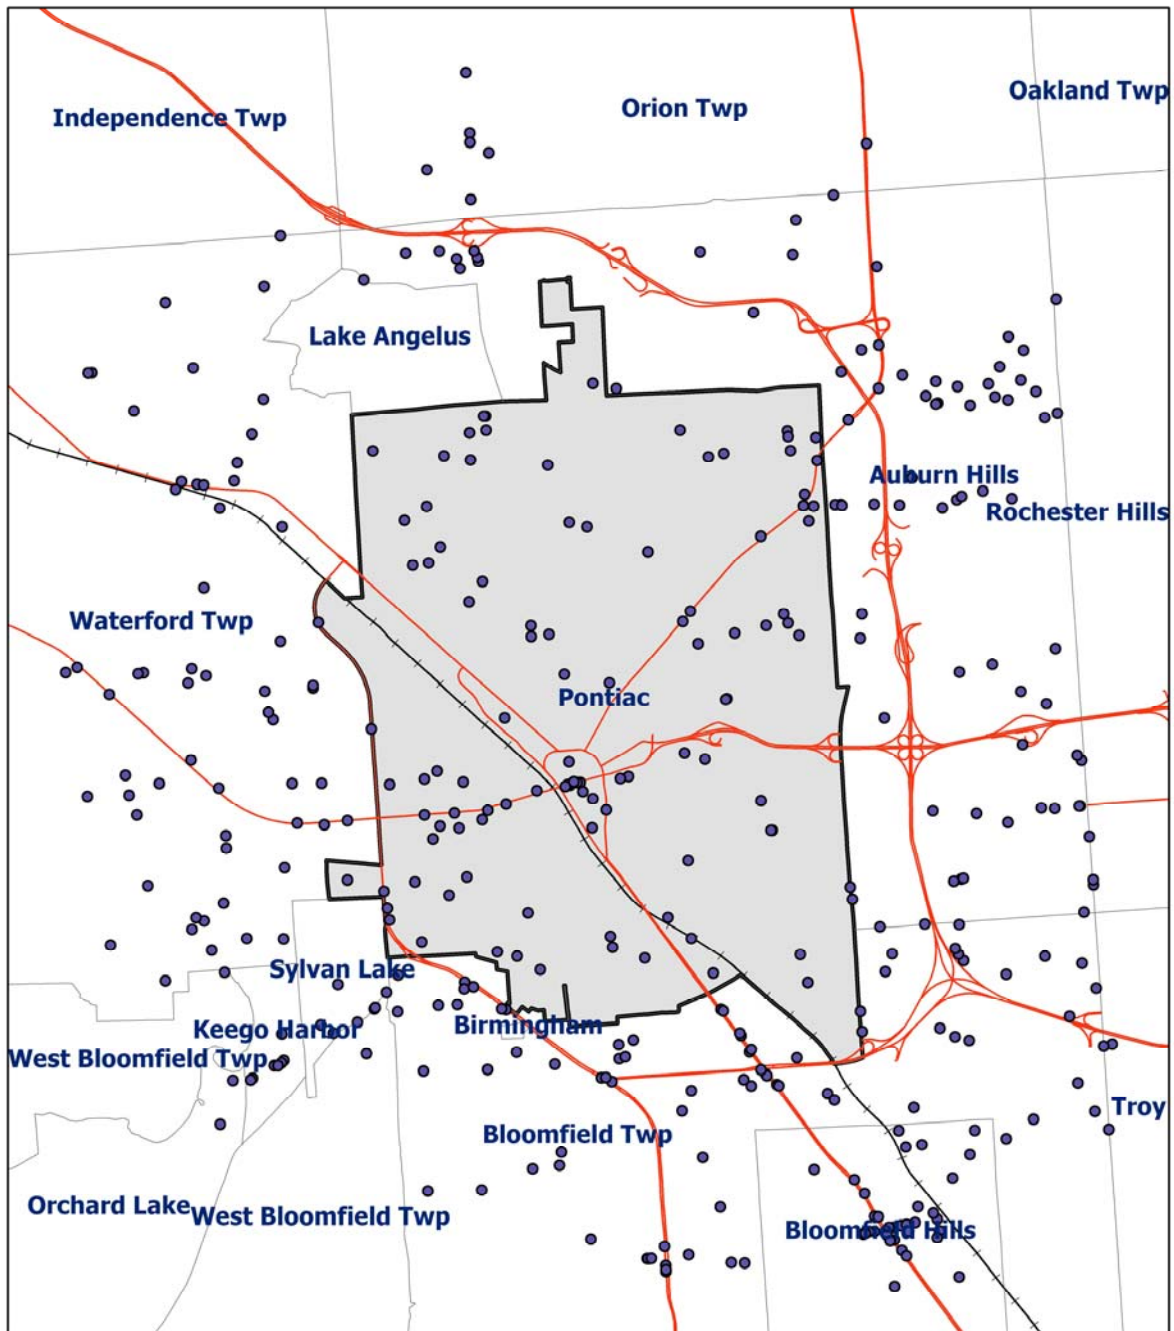 Oakland Twp
Orion Twp
Independence Twp
Lake Angelus
Auburn Hills
Rochester Hills
Waterford Twp
Pontiac
Sylvan Lake
Birmingham
Keego Harbor
West Bloomfield Twp
Troy
Bloomfield Twp
Orchard Lake
West Bloomfield Twp
Bloomfield Hills